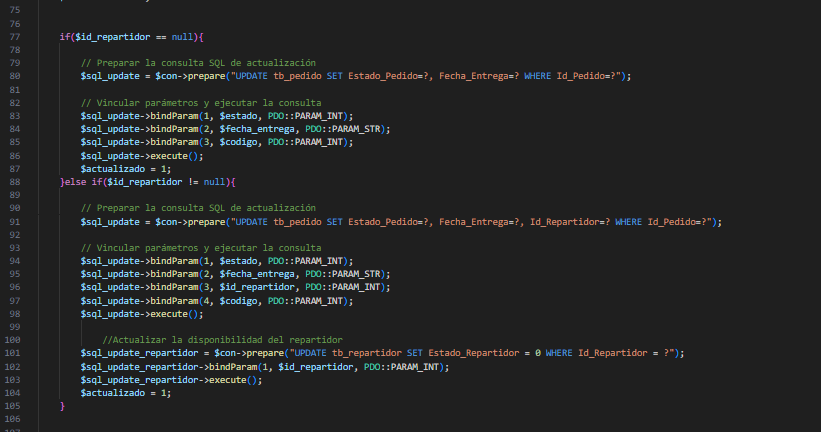 75
76
77 if($id_repartidor == null){
78
79 // Preparar la consulta SQL de actualización
80 $sql_update = $con->prepare("UPDATE tb_pedido SET Estado_Pedido=?, Fecha_Entrega=? WHERE Id_Pedido=?");
81
82 // Vincular parámetros y ejecutar la consulta
83 $sql_update->bindParam(1, $estado, PDO::PARAM_INT);
84 $sql_update->bindParam(2, $fecha_entrega, PDO::PARAM_STR);
85 $sql_update->bindParam(3, $codigo, PDO::PARAM_INT);
86 $sql_update->execute();
87 $actualizado = 1;
88 }else if($id_repartidor != null){
89
90 // Preparar la consulta SQL de actualización
91 $sql_update = $con->prepare("UPDATE tb_pedido SET Estado_Pedido=?, Fecha_Entrega=?, Id_Repartidor=? WHERE Id_Pedido=?");
92
93 // Vincular parámetros y ejecutar la consulta
94 $sql_update->bindParam(1, $estado, PDO::PARAM_INT);
95 $sql_update->bindParam(2, $fecha_entrega, PDO::PARAM_STR);
96 $sql_update->bindParam(3, $id_repartidor, PDO::PARAM_INT);
97 $sql_update->bindParam(4, $codigo, PDO::PARAM_INT);
98 $sql_update->execute();
99
100 //Actualizar la disponibilidad del repartidor
101 $sql_update_repartidor = $con->prepare("UPDATE tb_repartidor SET Estado_Repartidor = 0 WHERE Id_Repartidor = ?");
102 $sql_update_repartidor->bindParam(1, $id_repartidor, PDO::PARAM_INT);
103 $sql_update_repartidor->execute();
104 $actualizado = 1;
105 }
106